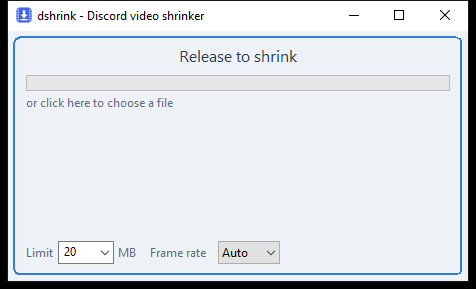 dshrink - Discord video shrinker
Release to shrink
or click here to choose a file
Limit 20 MB Frame rate Auto